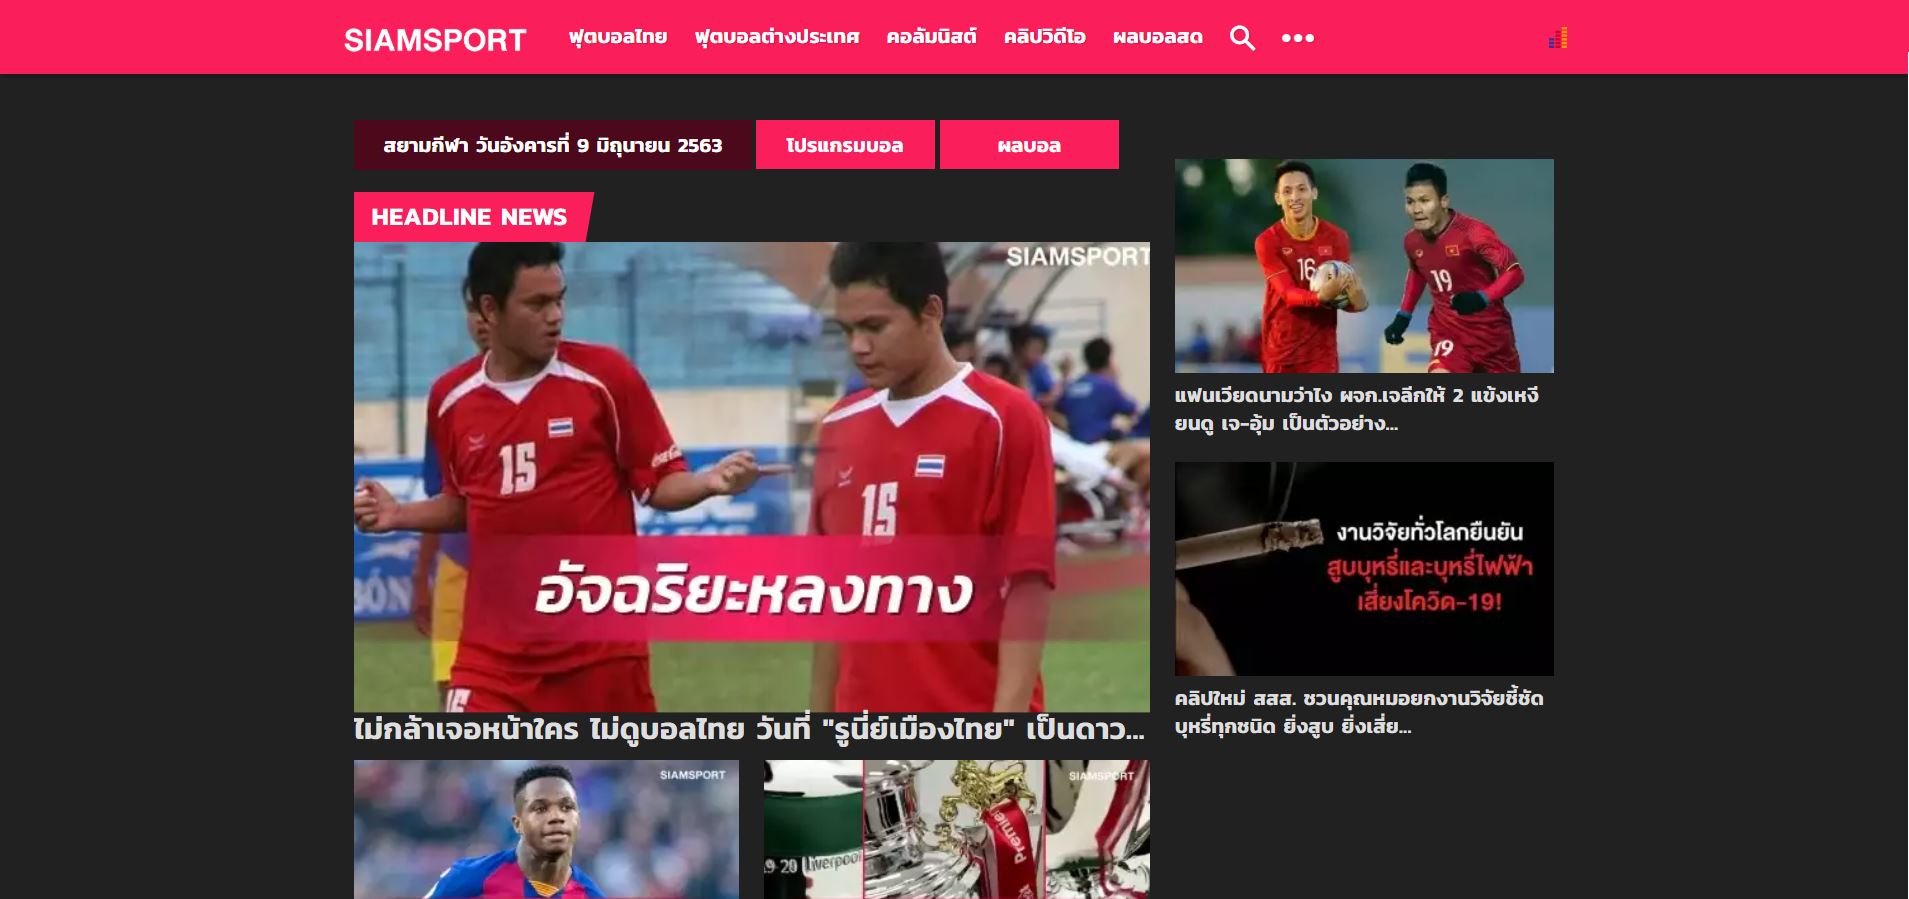 SIAMSPORT
ฟุตบอลไทย ฟุตบอลต่างประเทศ คอลัมนิสต์ คลิปวิดีโอ ผลบอลสด
สยามกีฬา วันอังคารที่ 9 มิถุนายน 2563
โปรแกรมบอล
ผลบอล
HEADLINE NEWS
SIAMSPORT
15
15
15
อัจฉริยะหลงทาง
ไม่กล้าเจอหน้าใคร ไม่ดูบอลไทย วันที่ "รูนี่ย์เมืองไทย" เป็นดาว...
SIAMSPORT
SIAMSPORT
19-20 Liverpool
Premier
16
19
19
แฟนเวียดนามว่าไง ผจก.เจลีกให้ 2 แข้งเหงี
ยนดู เจ-อุ้ม เป็นตัวอย่าง...
งานวิจัยทั่วโลกยืนยัน
สูบบุหรี่และบุหรี่ไฟฟ้า
เสี่ยงโควิด-19!
คลิปใหม่ สสส. ชวนคุณหมอยกงานวิจัยชี้ชัด
บุหรี่ทุกชนิด ยิ่งสูบ ยิ่งเสี่ย...